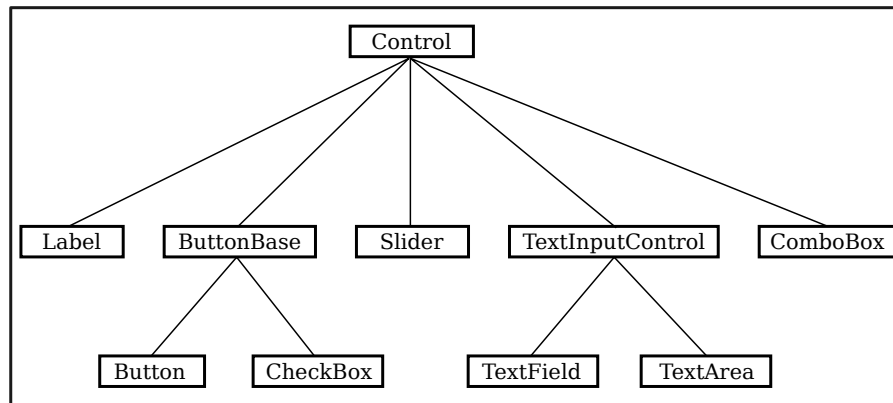 Control
Label ButtonBase Slider TextInputControl ComboBox
Button CheckBox TextField TextArea